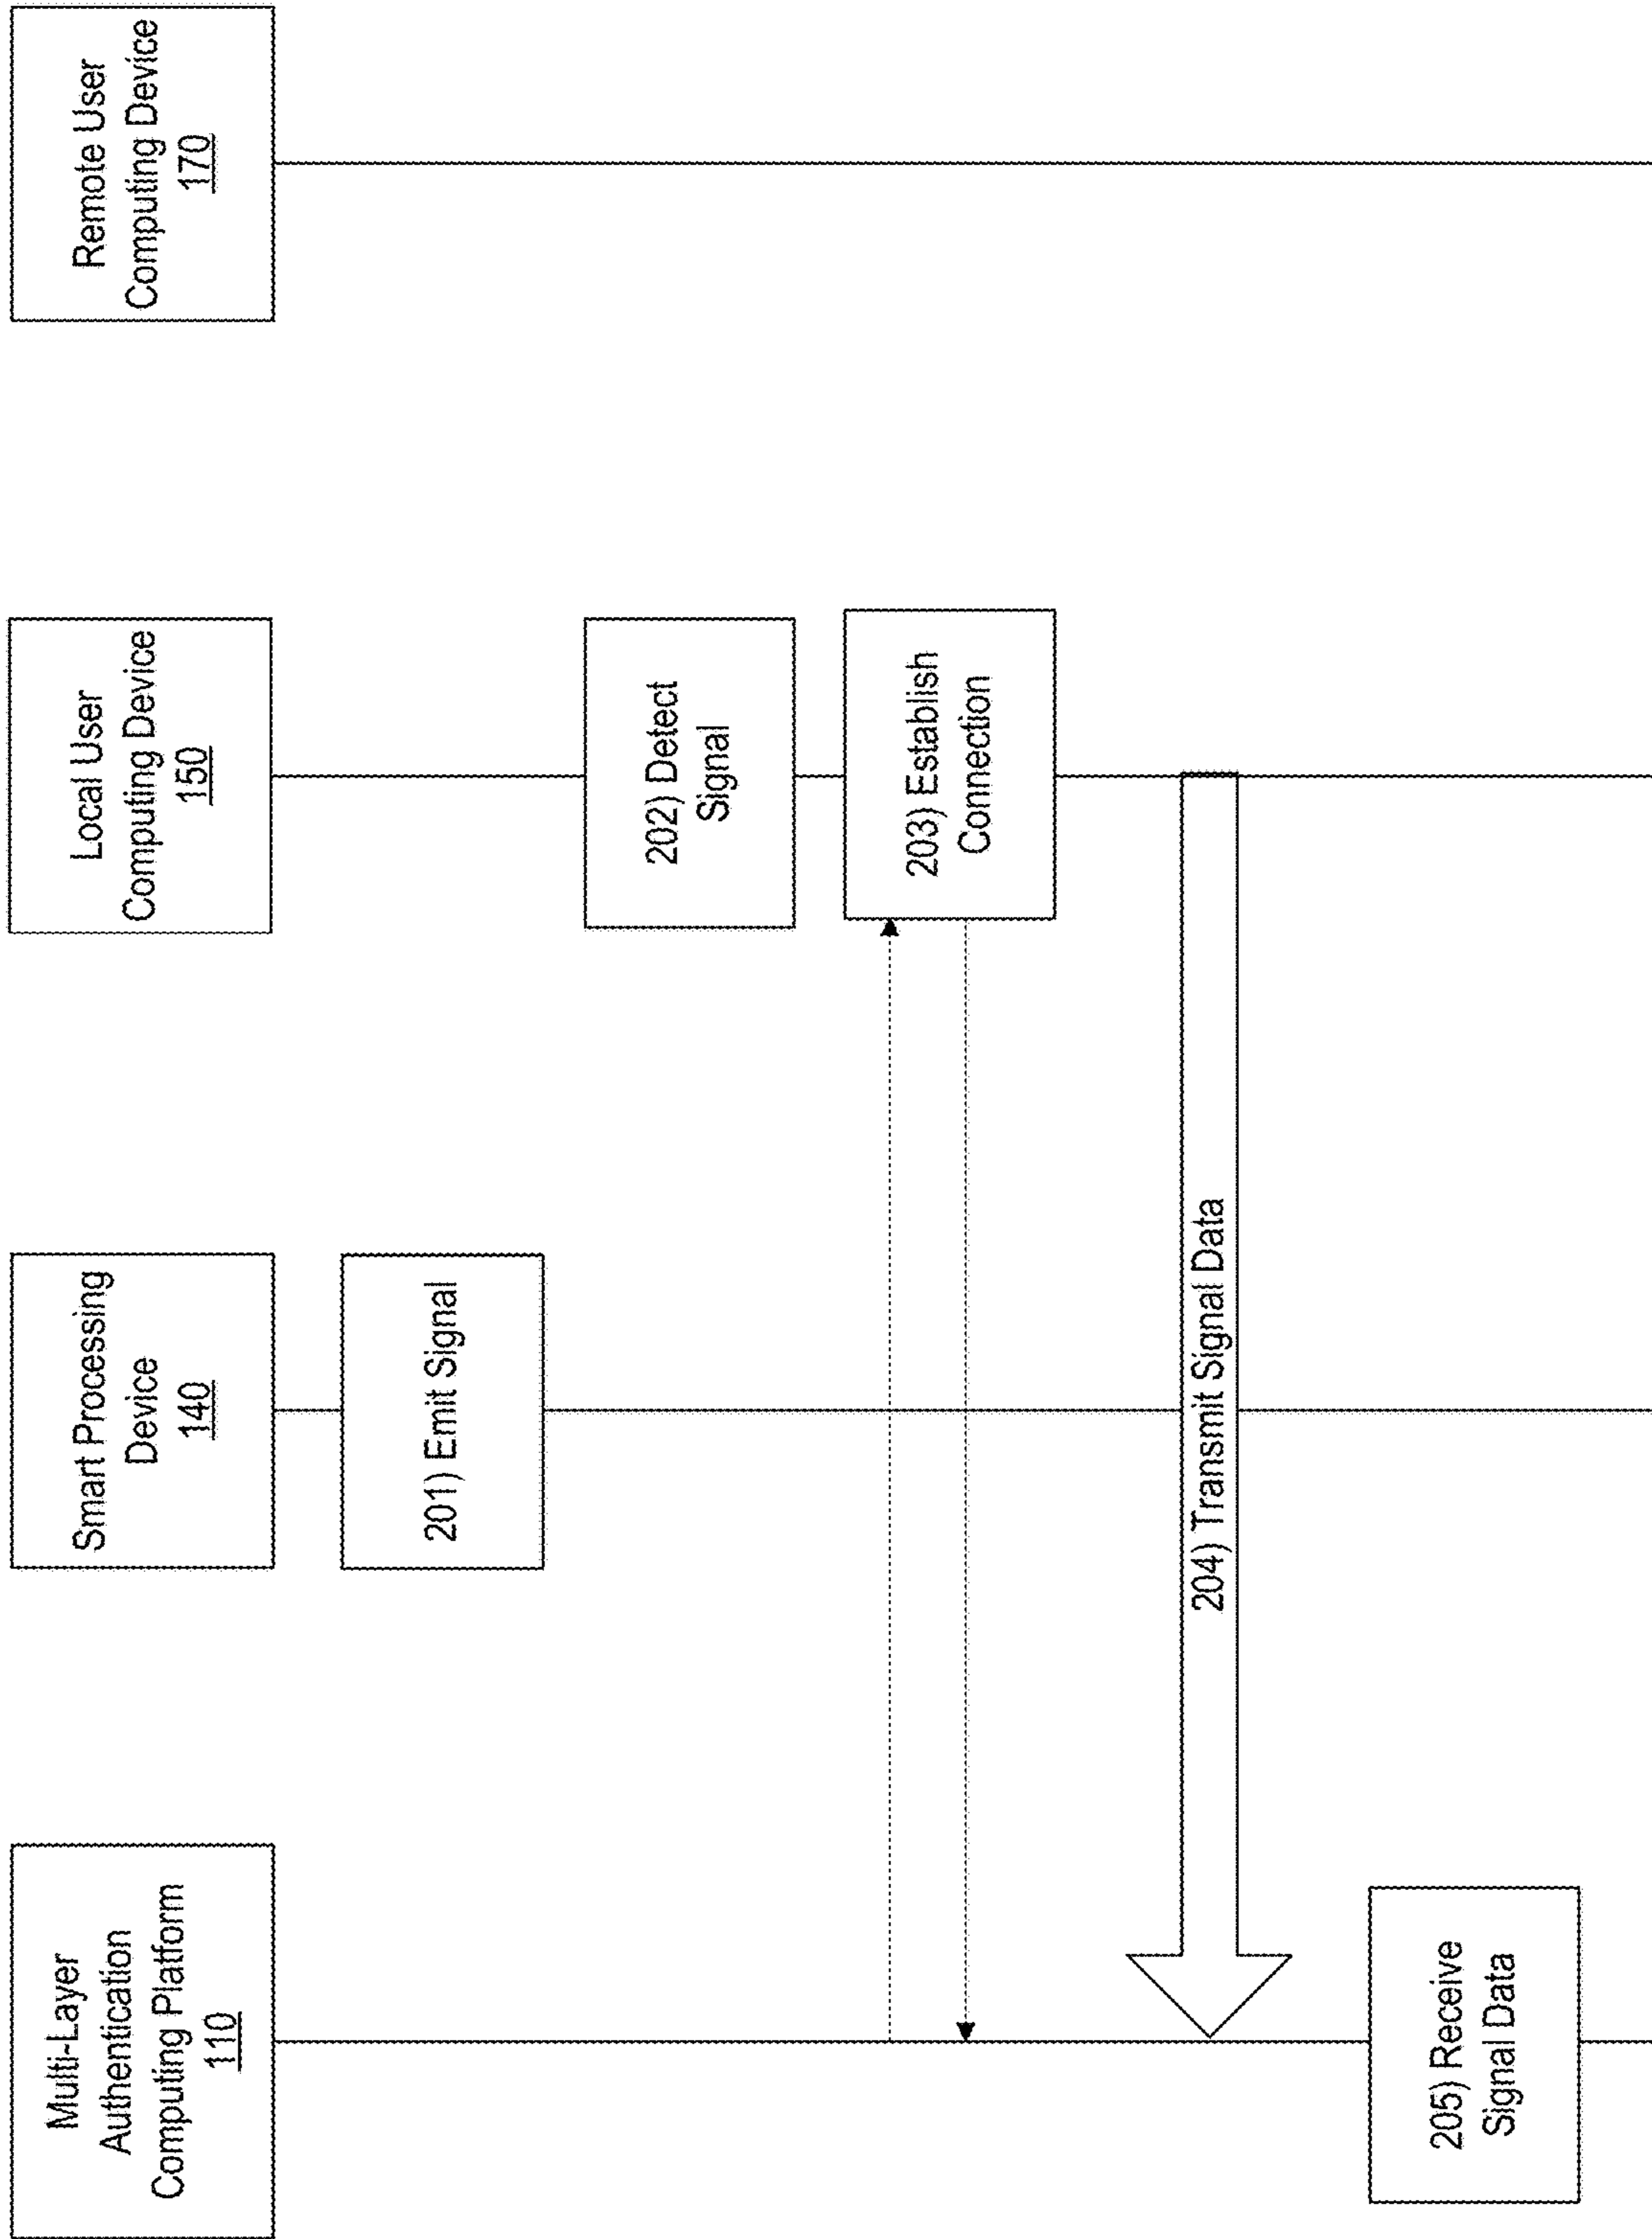 Multi-Layer
Authentication
Computing Platform
110
Smart Processing
Device
140
Local User
Computing Device
150
Remote User
Computing Device
170
201) Emit Signal
202) Detect
Signal
203) Establish
Connection
204) Transmit Signal Data
205) Receive
Signal Data